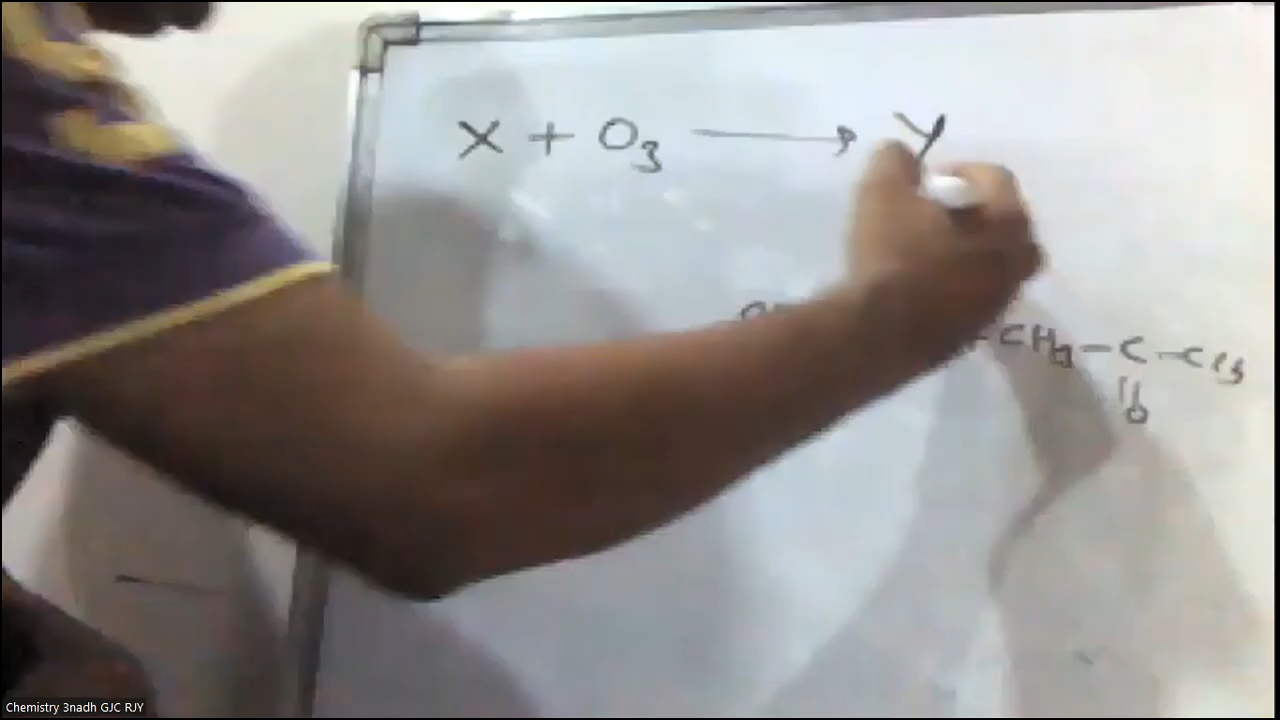 X + O3 → Y
-CH2-C-CH3
||
O
Chemistry 3nadh GJC RJY